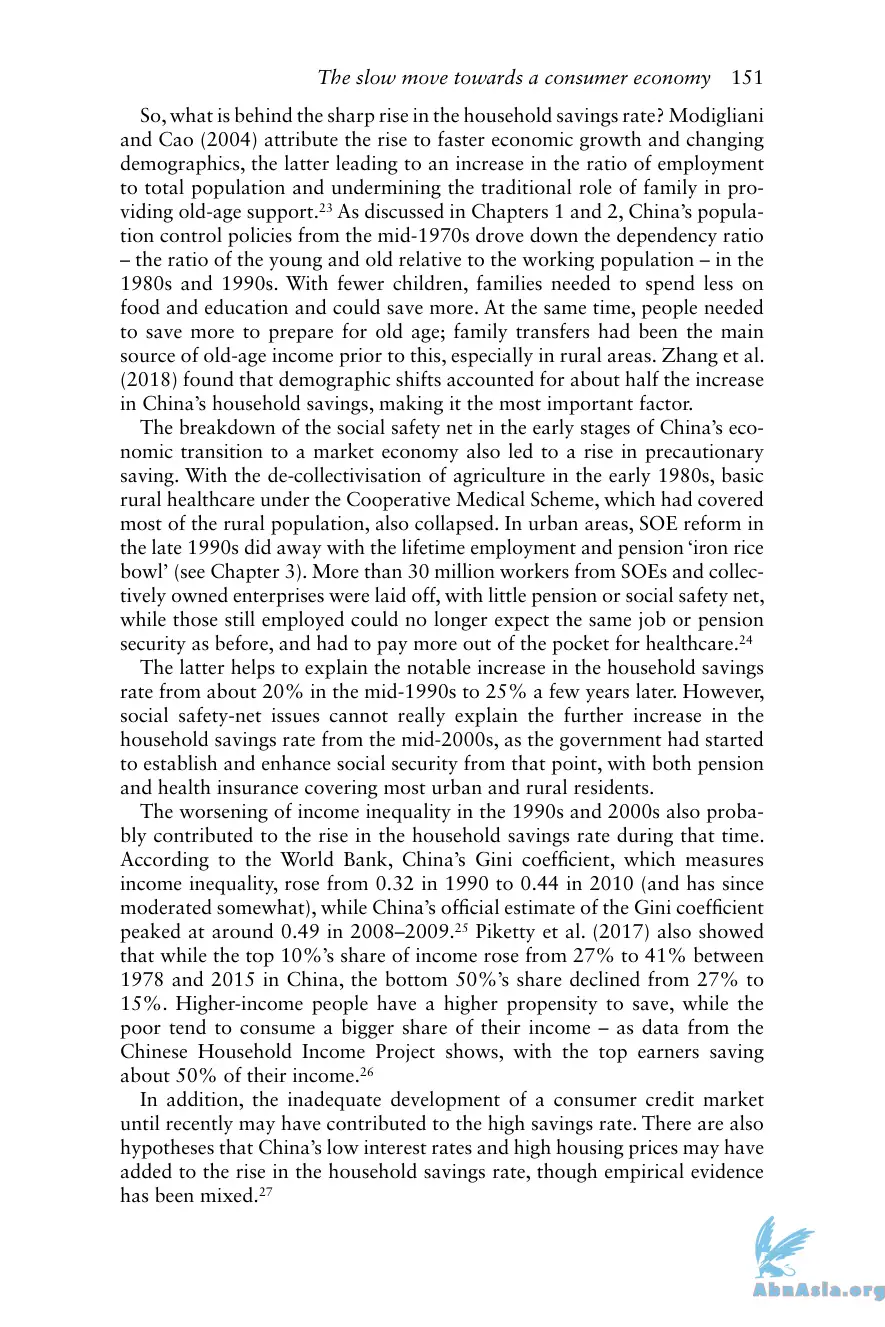 The slow move towards a consumer economy 151
So, what is behind the sharp rise in the household savings rate? Modigliani
and Cao (2004) attribute the rise to faster economic growth and changing
demographics, the latter leading to an increase in the ratio of employment
to total population and undermining the traditional role of family in pro-
viding old-age support.23 As discussed in Chapters 1 and 2, China’s popula-
tion control policies from the mid-1970s drove down the dependency ratio
– the ratio of the young and old relative to the working population – in the
1980s and 1990s. With fewer children, families needed to spend less on
food and education and could save more. At the same time, people needed
to save more to prepare for old age; family transfers had been the main
source of old-age income prior to this, especially in rural areas. Zhang et al.
(2018) found that demographic shifts accounted for about half the increase
in China’s household savings, making it the most important factor.
The breakdown of the social safety net in the early stages of China’s eco-
nomic transition to a market economy also led to a rise in precautionary
saving. With the de-collectivisation of agriculture in the early 1980s, basic
rural healthcare under the Cooperative Medical Scheme, which had covered
most of the rural population, also collapsed. In urban areas, SOE reform in
the late 1990s did away with the lifetime employment and pension ‘iron rice
bowl’ (see Chapter 3). More than 30 million workers from SOEs and collec-
tively owned enterprises were laid off, with little pension or social safety net,
while those still employed could no longer expect the same job or pension
security as before, and had to pay more out of the pocket for healthcare.24
The latter helps to explain the notable increase in the household savings
rate from about 20% in the mid-1990s to 25% a few years later. However,
social safety-net issues cannot really explain the further increase in the
household savings rate from the mid-2000s, as the government had started
to establish and enhance social security from that point, with both pension
and health insurance covering most urban and rural residents.
The worsening of income inequality in the 1990s and 2000s also proba-
bly contributed to the rise in the household savings rate during that time.
According to the World Bank, China’s Gini coefficient, which measures
income inequality, rose from 0.32 in 1990 to 0.44 in 2010 (and has since
moderated somewhat), while China’s official estimate of the Gini coefficient
peaked at around 0.49 in 2008–2009.25 Piketty et al. (2017) also showed
that while the top 10%’s share of income rose from 27% to 41% between
1978 and 2015 in China, the bottom 50%’s share declined from 27% to
15%. Higher-income people have a higher propensity to save, while the
poor tend to consume a bigger share of their income – as data from the
Chinese Household Income Project shows, with the top earners saving
about 50% of their income.26
In addition, the inadequate development of a consumer credit market
until recently may have contributed to the high savings rate. There are also
hypotheses that China’s low interest rates and high housing prices may have
added to the rise in the household savings rate, though empirical evidence
has been mixed.27
AbnAsia.org